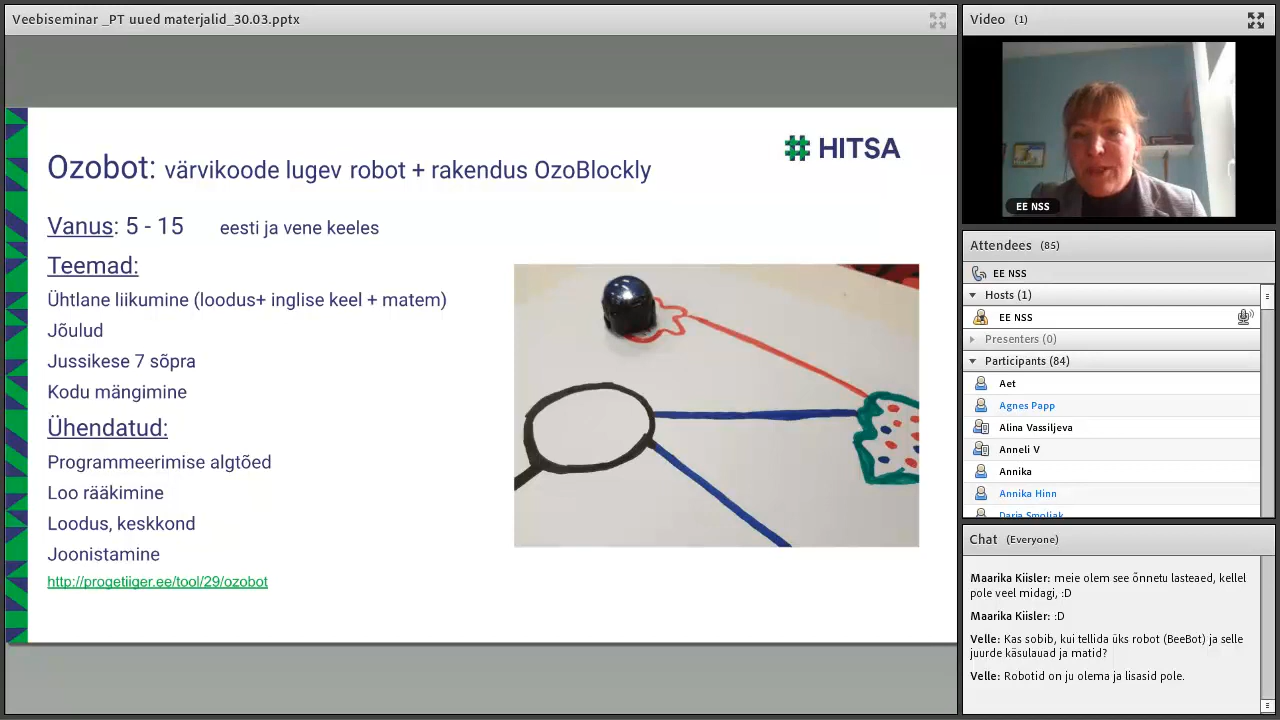 Veebiseminar _PT uued materjalid_30.03.pptx
# HITSA
Ozobot: värvikoode lugev robot + rakendus OzoBlockly
Vanus: 5 - 15 eesti ja vene keeles
Teemad:
Ühtlane liikumine (loodus+ inglise keel + matem)
Jõulud
Jussikese 7 sõpra
Kodu mängimine
Ühendatud:
Programmeerimise algtõed
Loo rääkimine
Loodus, keskkond
Joonistamine
http://progetiiger.ee/tool/29/ozobot
Video (1)
EE NSS
Attendees (85)
EE NSS
Hosts (1)
EE NSS
Presenters (0)
Participants (84)
Aet
Agnes Papp
Alina Vassiljeva
Anneli V
Annika
Annika Hinn
Darja Smoljak
Chat (Everyone)
Maarika Kiisler: meie olem see õnnetu lasteaed, kellel
pole veel midagi, :D
Maarika Kiisler: :D
Velle: Kas sobib, kui tellida üks robot (BeeBot) ja selle
juurde käsulauad ja matid?
Velle: Robotid on ju olema ja lisasid pole.